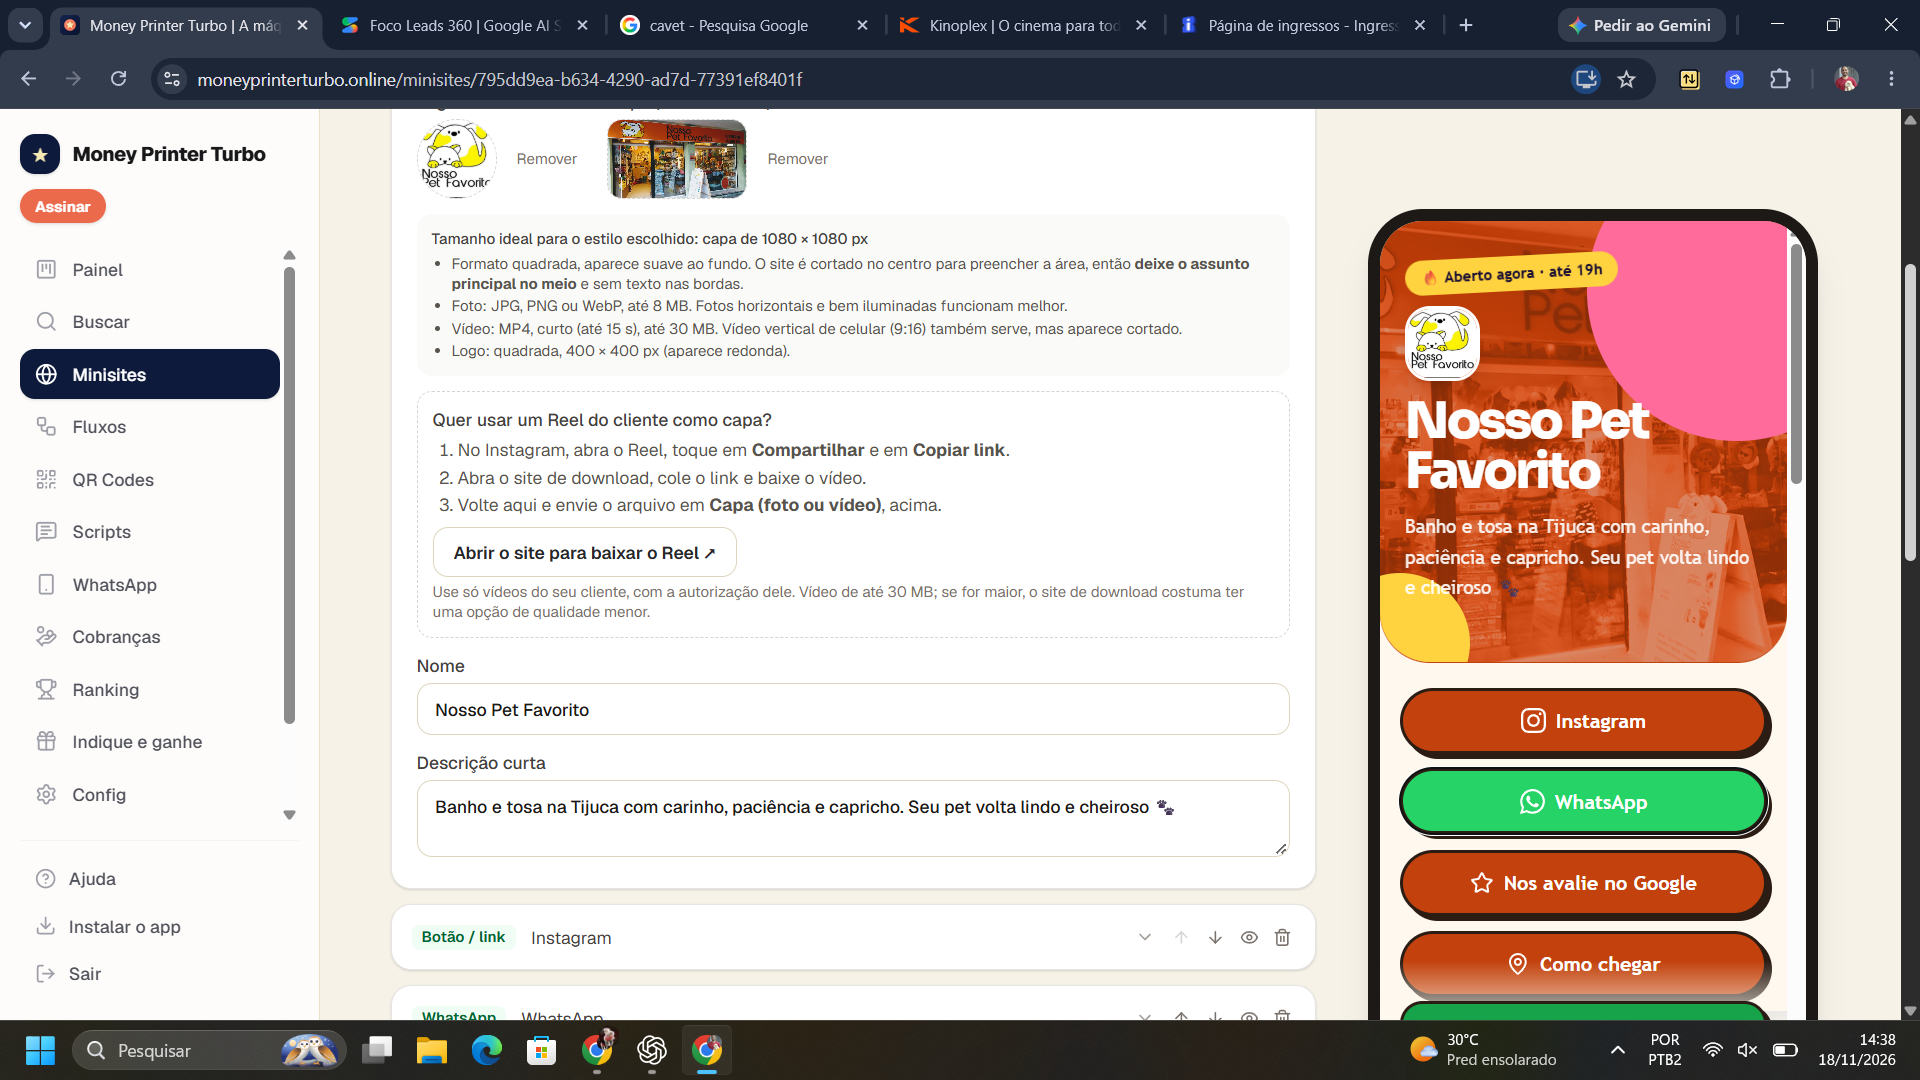 Money Printer Turbo | A máq
Foco Leads 360 | Google AI S
cavet - Pesquisa Google
Kinoplex | O cinema para tod
Página de ingressos - Ingres
Pedir ao Gemini
moneyprinterturbo.online/minisites/795dd9ea-b634-4290-ad7d-77391ef8401f
Money Printer Turbo
Assinar
Painel
Buscar
Minisites
Fluxos
QR Codes
Scripts
WhatsApp
Cobranças
Ranking
Indique e ganhe
Config
Ajuda
Instalar o app
Sair
Nosso
Pet Favorito
Remover
Nosso
Pet Favorito
Remover
Tamanho ideal para o estilo escolhido: capa de 1080 × 1080 px
• Formato quadrada, aparece suave ao fundo. O site é cortado no centro para preencher a área, então deixe o assunto
principal no meio e sem texto nas bordas.
• Foto: JPG, PNG ou WebP, até 8 MB. Fotos horizontais e bem iluminadas funcionam melhor.
• Vídeo: MP4, curto (até 15 s), até 30 MB. Vídeo vertical de celular (9:16) também serve, mas aparece cortado.
• Logo: quadrada, 400 × 400 px (aparece redonda).
Quer usar um Reel do cliente como capa?
1. No Instagram, abra o Reel, toque em Compartilhar e em Copiar link.
2. Abra o site de download, cole o link e baixe o vídeo.
3. Volte aqui e envie o arquivo em Capa (foto ou vídeo), acima.
Abrir o site para baixar o Reel ↗
Use só vídeos do seu cliente, com a autorização dele. Vídeo de até 30 MB; se for maior, o site de download costuma ter
uma opção de qualidade menor.
Nome
Nosso Pet Favorito
Descrição curta
Banho e tosa na Tijuca com carinho, paciência e capricho. Seu pet volta lindo e cheiroso 🐾
Botão / link
Instagram
WhatsApp
WhatsApp
🔥 Aberto agora · até 19h
Nosso
Pet Favorito
Nosso Pet
Favorito
Banho e tosa na Tijuca com carinho,
paciência e capricho. Seu pet volta lindo
e cheiroso 🐾
Instagram
WhatsApp
Nos avalie no Google
Como chegar
Pesquisar
30°C
Pred ensolarado
POR
PTB2
14:38
18/11/2026